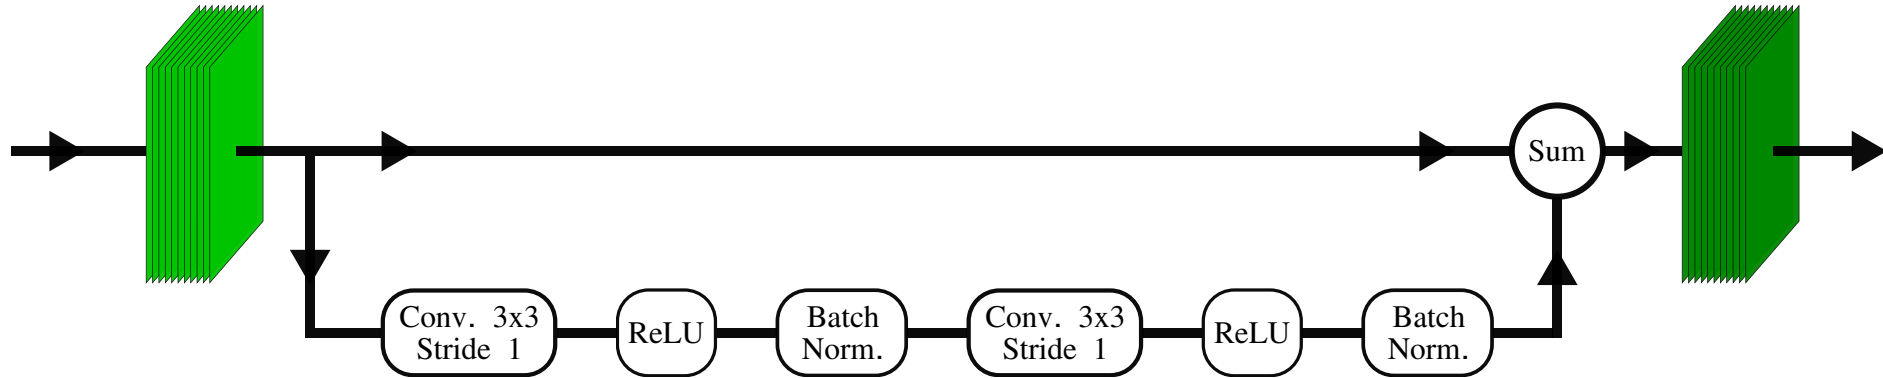 Sum
Conv. 3x3
Stride 1
ReLU
Batch
Norm.
Conv. 3x3
Stride 1
ReLU
Batch
Norm.